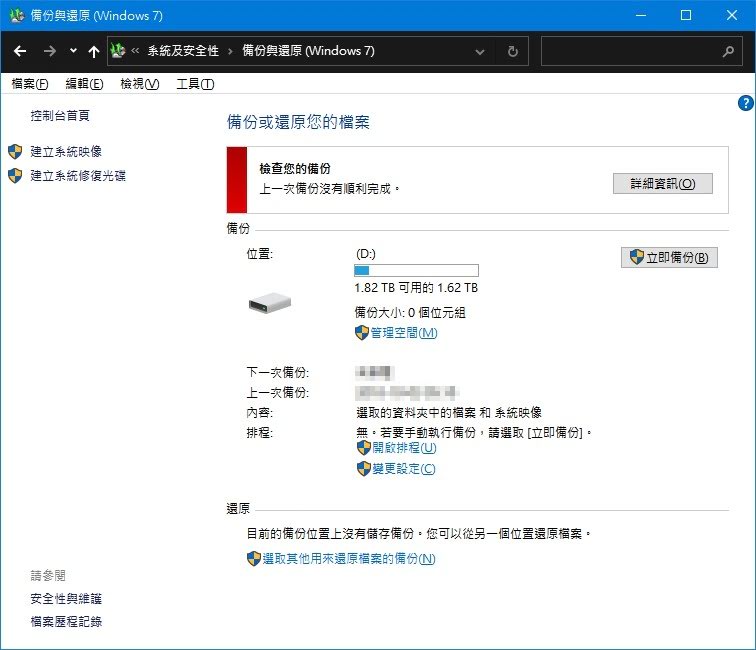 備份與還原 (Windows 7)
« 系統及安全性 › 備份與還原 (Windows 7)
檔案(F) 編輯(E) 檢視(V) 工具(T)
控制台首頁
建立系統映像
建立系統修復光碟
?
備份或還原您的檔案
檢查您的備份
上一次備份沒有順利完成。
詳細資訊(O)
備份
位置: (D:)
立即備份(B)
1.82 TB 可用的 1.62 TB
備份大小: 0 個位元組
管理空間(M)
下一次備份:
上一次備份:
內容: 選取的資料夾中的檔案 和 系統映像
排程: 無。若要手動執行備份，請選取 [立即備份]。
開啟排程(U)
變更設定(C)
還原
目前的備份位置上沒有儲存備份。您可以從另一個位置還原檔案。
選取其他用來還原檔案的備份(N)
請參閱
安全性與維護
檔案歷程記錄